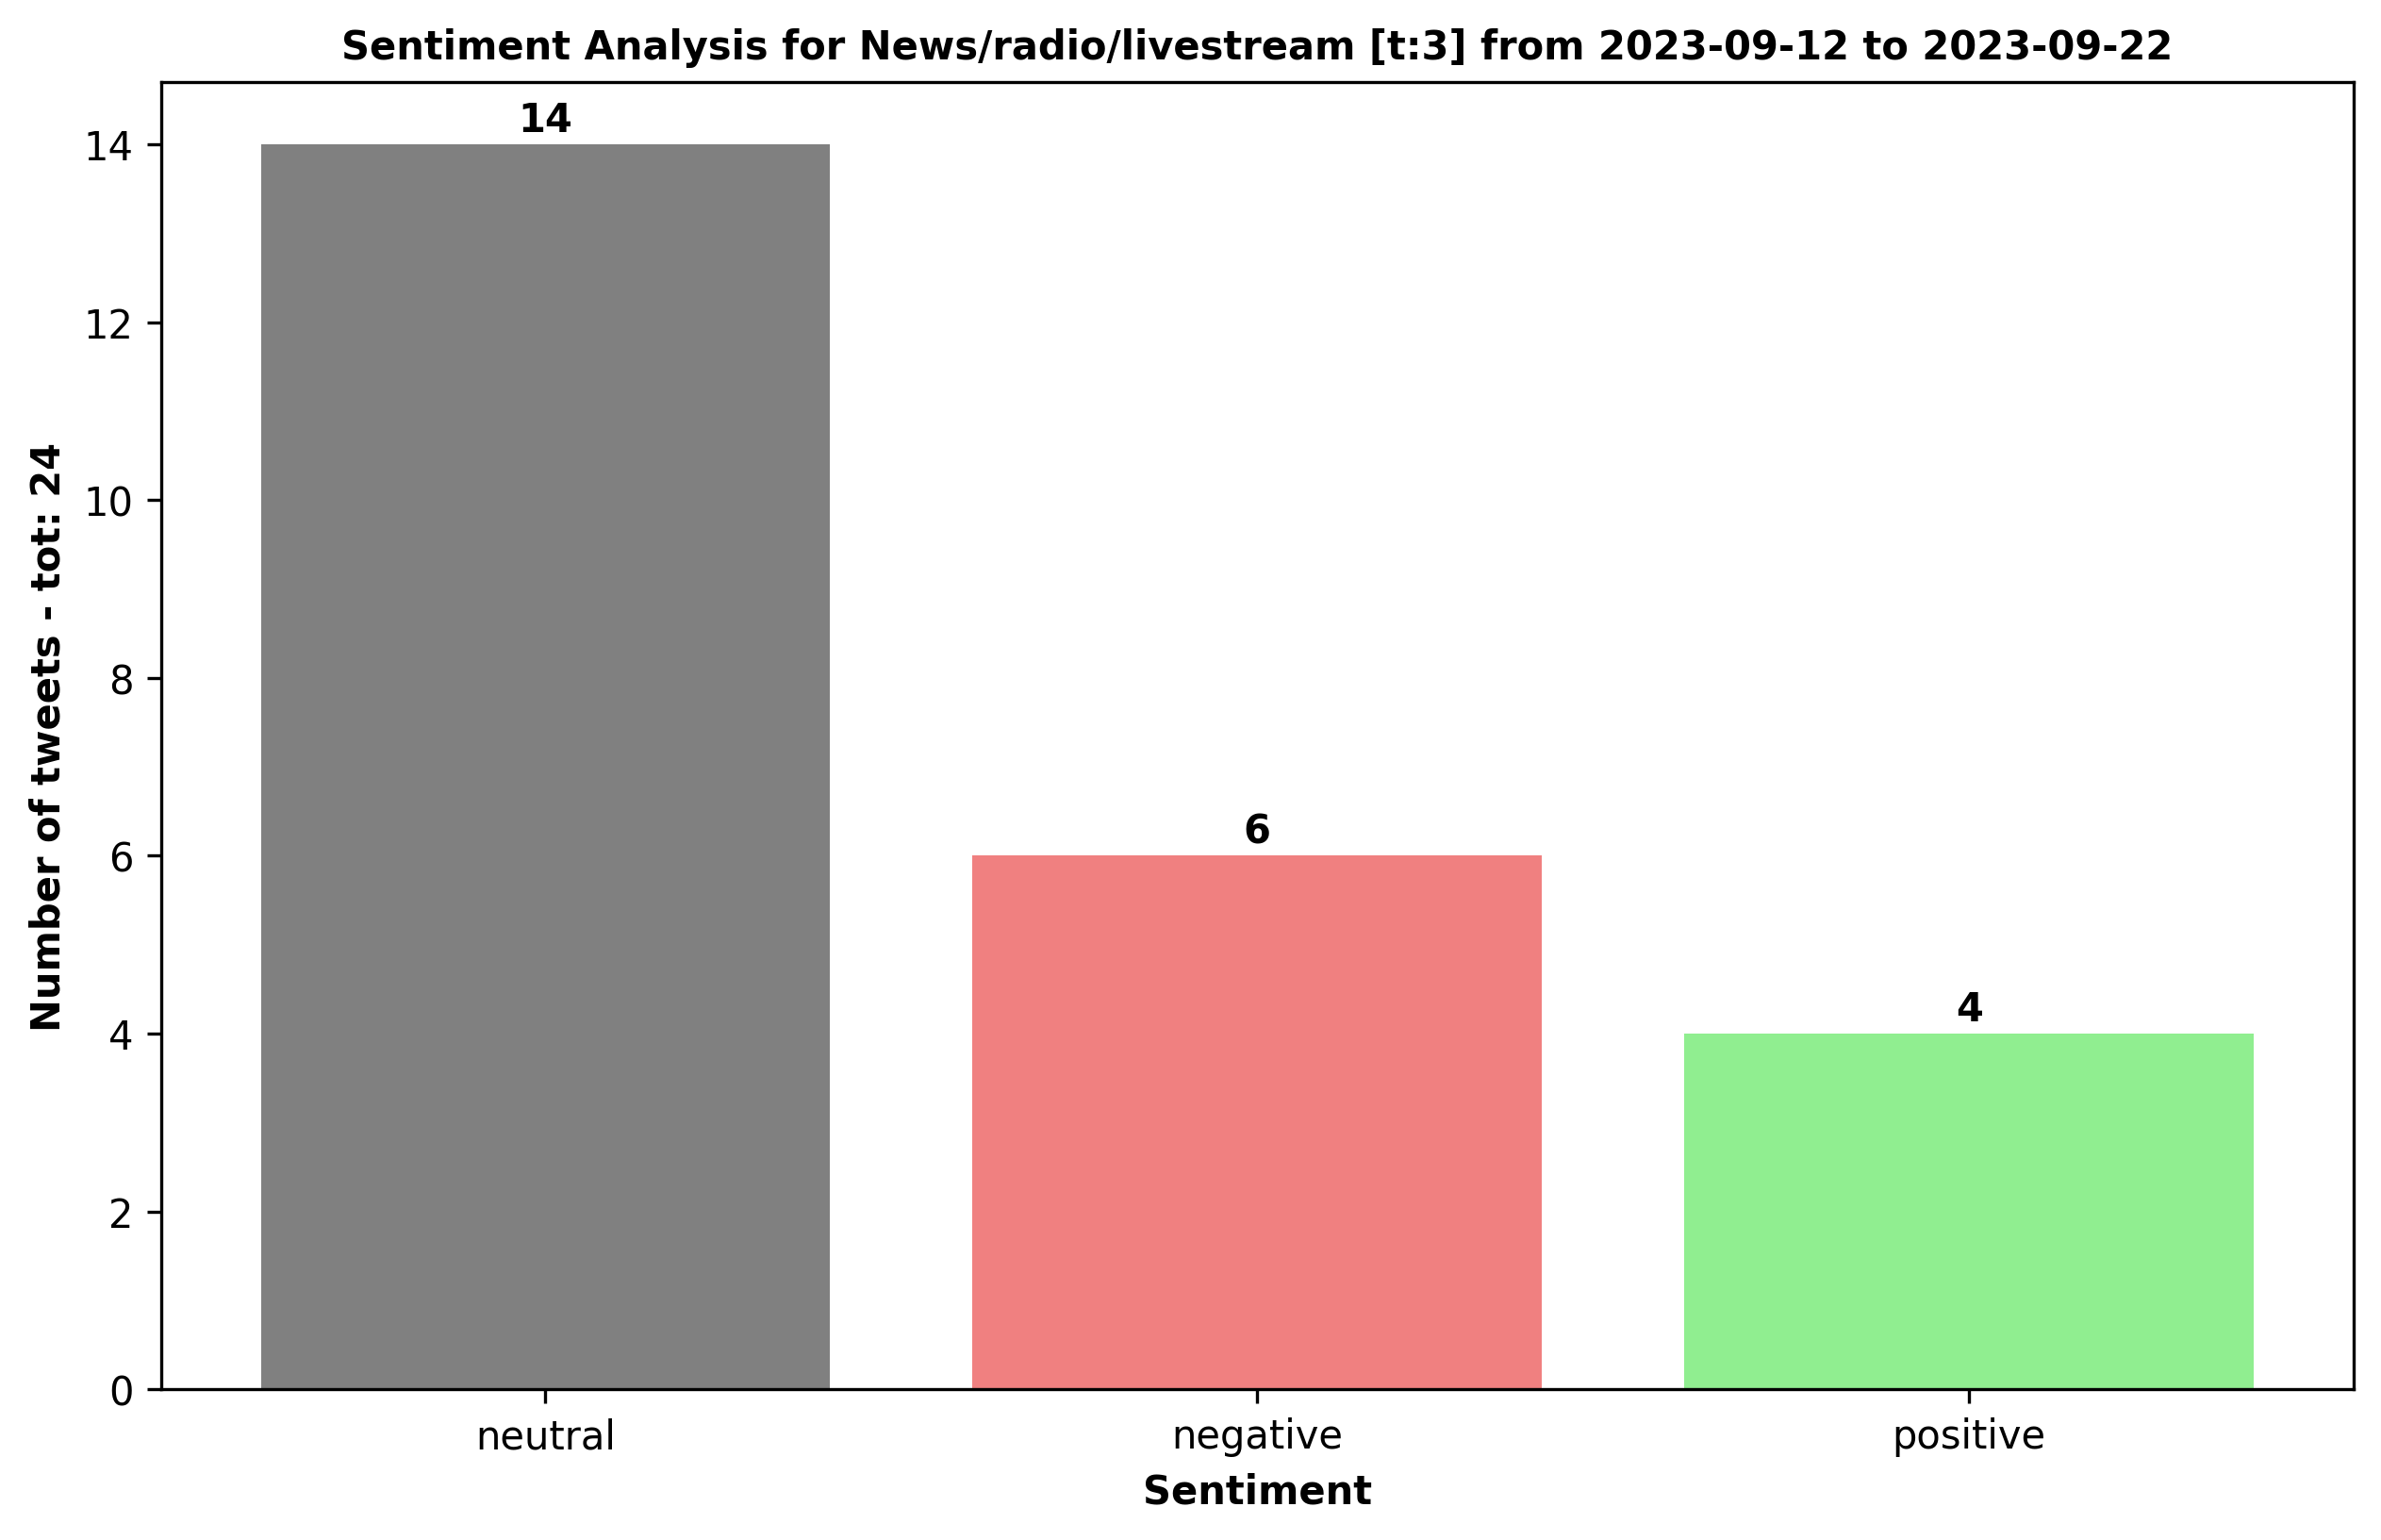 Sentiment Analysis for News/radio/livestream [t:3] from 2023-09-12 to 2023-09-22
Number of tweets - tot: 24
14
12
10
8
6
4
2
0
14
6
4
neutral
negative
positive
Sentiment